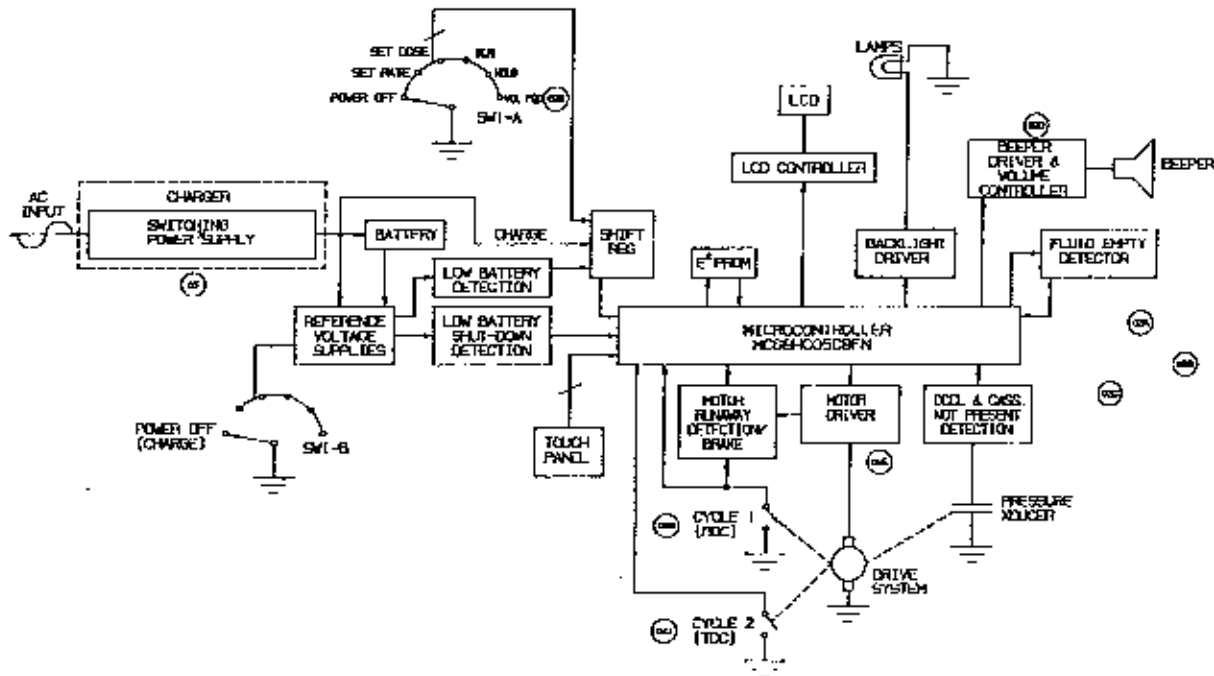 SET DOSE
RUN
SET RATE
HOLD
POWER OFF
SW1-A
LAMPS
LCD
LCD CONTROLLER
BEEPER
DRIVER &
VOLUME
CONTROLLER
BEEPER
AC
INPUT
CHARGER
SWITCHING
POWER SUPPLY
BATTERY
CHARGE
SHIFT
REG
BACKLIGHT
DRIVER
FLUID EMPTY
DETECTOR
LOW BATTERY
DETECTION
E² PROM
REFERENCE
VOLTAGE
SUPPLIES
LOW BATTERY
SHUT-DOWN
DETECTION
MICROCONTROLLER
POWER OFF
(CHARGE)
SW1-B
TOUCH
PANEL
MOTOR
RUNAWAY
DETECTION/
BRAKE
MOTOR
DRIVER
OCCL & CASS.
NOT PRESENT
DETECTION
CYCLE 1
PRESSURE
XDUCER
DRIVE
SYSTEM
CYCLE 2
(TDC)